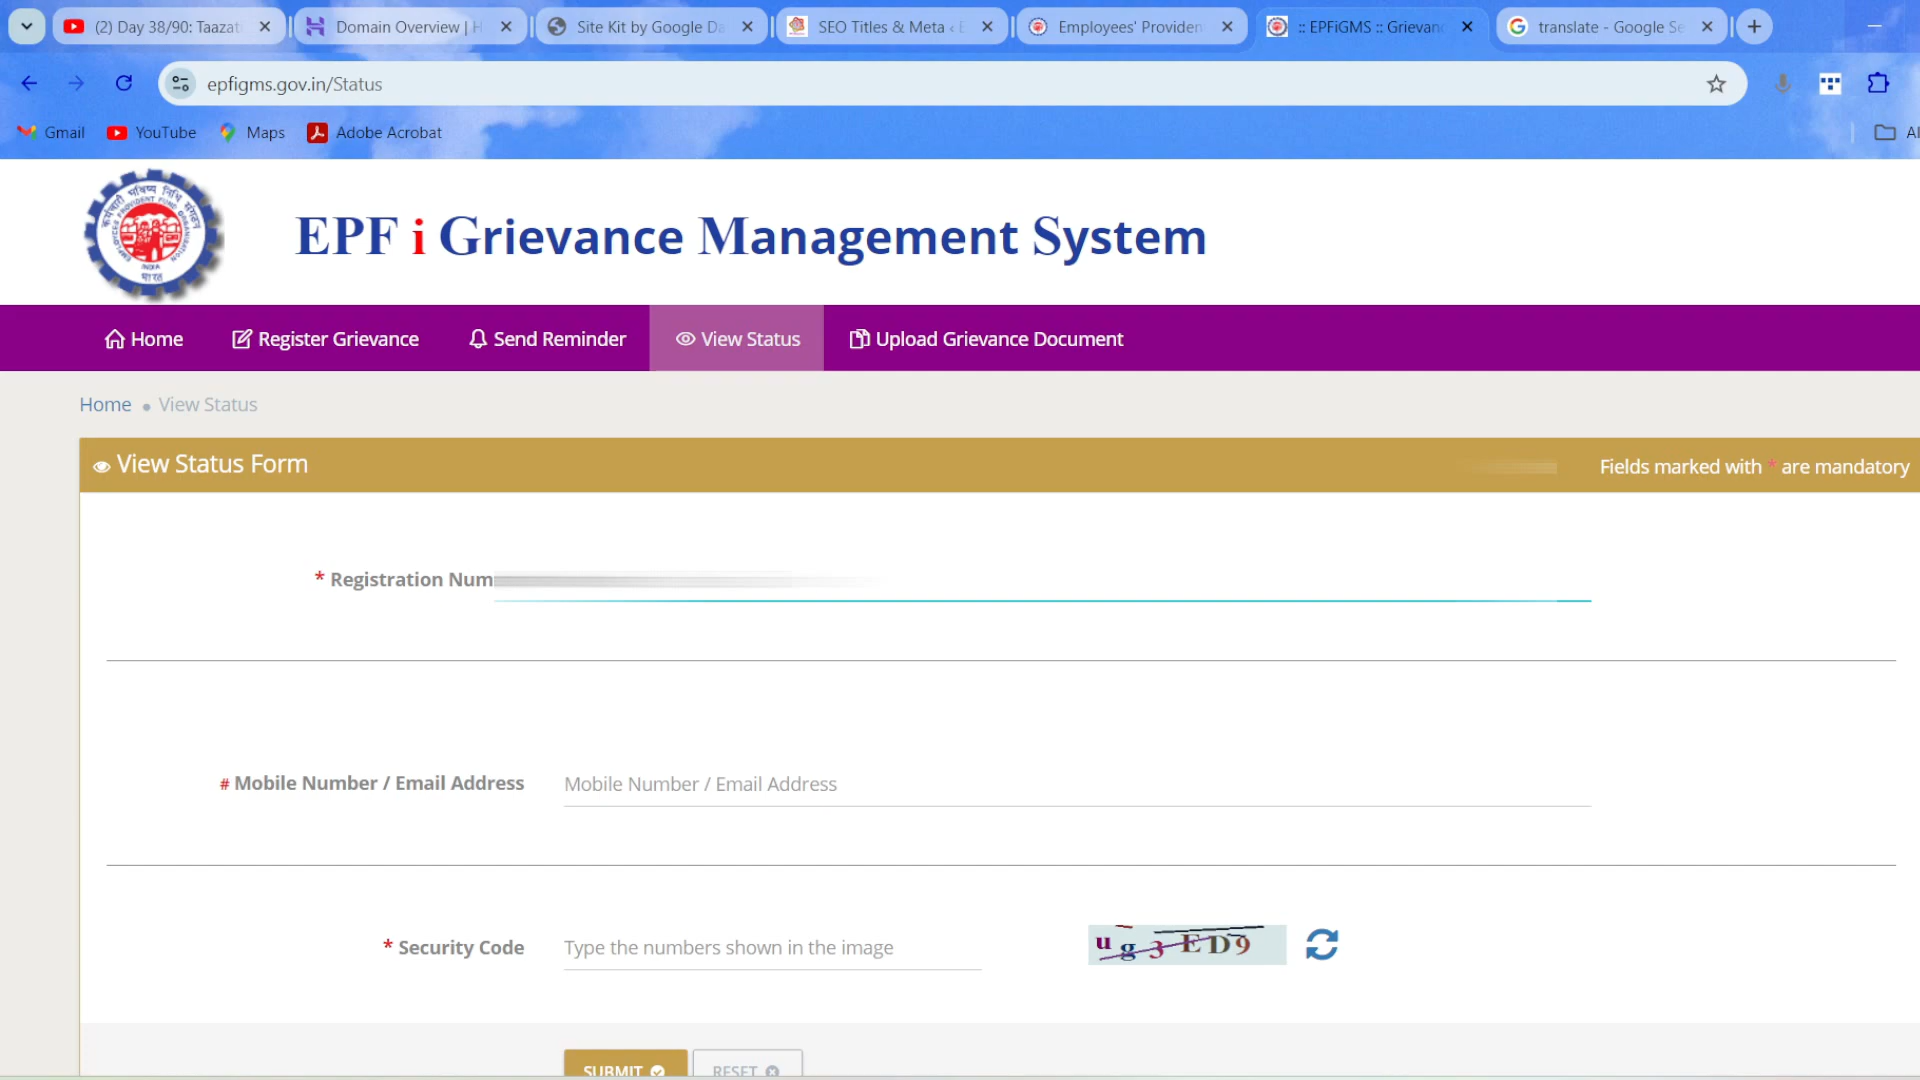 (2) Day 38/90: Taazat
Domain Overview | H
Site Kit by Google Da
SEO Titles & Meta ‹ E
Employees' Providen
:: EPFiGMS :: Grievanc
translate - Google Se
epfigms.gov.in/Status
Gmail
YouTube
Maps
Adobe Acrobat
Al
EPF i Grievance Management System
Home
Register Grievance
Send Reminder
View Status
Upload Grievance Document
Home • View Status
View Status Form
Fields marked with * are mandatory
* Registration Num
# Mobile Number / Email Address
Mobile Number / Email Address
* Security Code
Type the numbers shown in the image
ug3ED9
SUBMIT
RESET